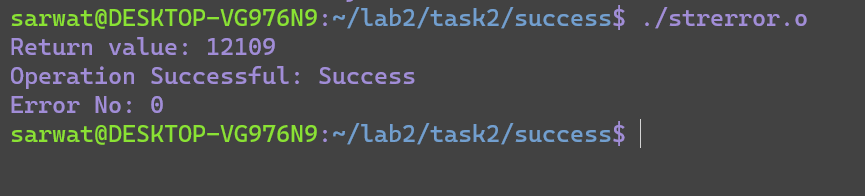 sarwat@DESKTOP-VG976N9:~/lab2/task2/success$ ./strerror.o
Return value: 12109
Operation Successful: Success
Error No: 0
sarwat@DESKTOP-VG976N9:~/lab2/task2/success$